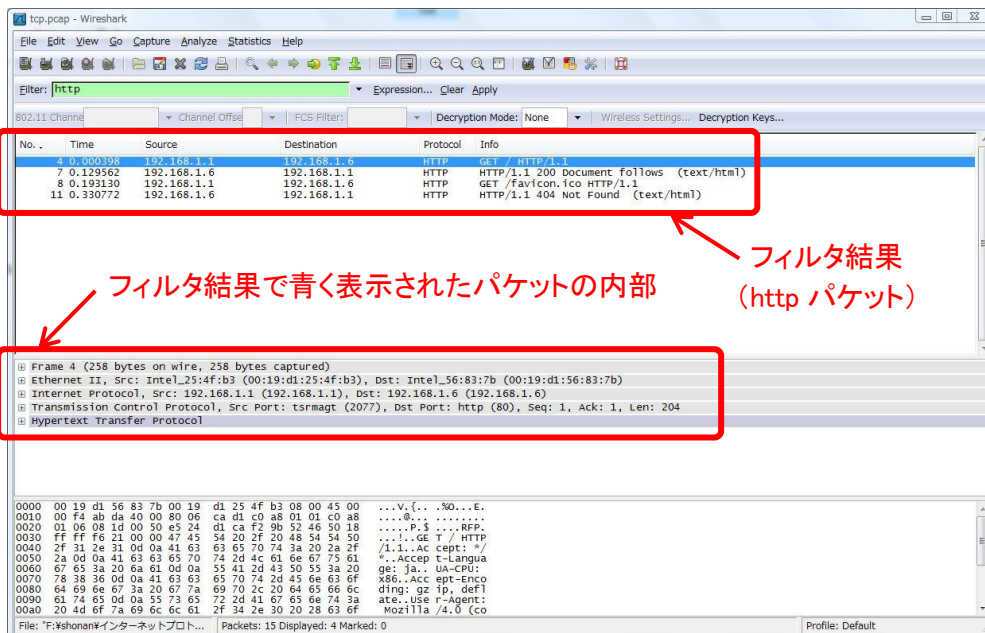 tcp.pcap - Wireshark
File Edit View Go Capture Analyze Statistics Help
Filter: http Expression... Clear Apply
802.11 Channe Channel Offse FCS Filter: Decryption Mode: None Wireless Settings... Decryption Keys...
No. . Time Source Destination Protocol Info
4 0.000398 192.168.1.1 192.168.1.6 HTTP GET / HTTP/1.1
7 0.129562 192.168.1.6 192.168.1.1 HTTP HTTP/1.1 200 Document follows (text/html)
8 0.193130 192.168.1.1 192.168.1.6 HTTP GET /favicon.ico HTTP/1.1
11 0.330772 192.168.1.6 192.168.1.1 HTTP HTTP/1.1 404 Not Found (text/html)
フィルタ結果
(http パケット)
フィルタ結果で青く表示されたパケットの内部
Frame 4 (258 bytes on wire, 258 bytes captured)
Ethernet II, Src: Intel_25:4f:b3 (00:19:d1:25:4f:b3), Dst: Intel_56:83:7b (00:19:d1:56:83:7b)
Internet Protocol, Src: 192.168.1.1 (192.168.1.1), Dst: 192.168.1.6 (192.168.1.6)
Transmission Control Protocol, Src Port: tsrmagt (2077), Dst Port: http (80), Seq: 1, Ack: 1, Len: 204
Hypertext Transfer Protocol
0000 00 19 d1 56 83 7b 00 19 d1 25 4f b3 08 00 45 00 ...V.{.. .%O...E.
0010 00 f4 ab da 40 00 80 06 ca d1 c0 a8 01 01 c0 a8 ....@... ........
0020 01 06 08 1d 00 50 e5 24 d1 ca f2 9b 52 46 50 18 .....P.$ ....RFP.
0030 ff ff f6 21 00 00 47 45 54 20 2f 20 48 54 54 50 ...!..GE T / HTTP
0040 2f 31 2e 31 0d 0a 41 63 63 65 70 74 3a 20 2a 2f /1.1..Ac cept: */
0050 2a 0d 0a 41 63 63 65 70 74 2d 4c 61 6e 67 75 61 *..Accep t-Langua
0060 67 65 3a 20 6a 61 0d 0a 55 41 2d 43 50 55 3a 20 ge: ja.. UA-CPU:
0070 78 38 36 0d 0a 41 63 63 65 70 74 2d 45 6e 63 6f x86..Acc ept-Enco
0080 64 69 6e 67 3a 20 67 7a 69 70 2c 20 64 65 66 6c ding: gz ip, defl
0090 61 74 65 0d 0a 55 73 65 72 2d 41 67 65 6e 74 3a ate..Use r-Agent:
00a0 20 4d 6f 7a 69 6c 6c 61 2f 34 2e 30 20 28 63 6f Mozilla /4.0 (co
File: "F:¥shonan¥インターネットプロト... Packets: 15 Displayed: 4 Marked: 0 Profile: Default